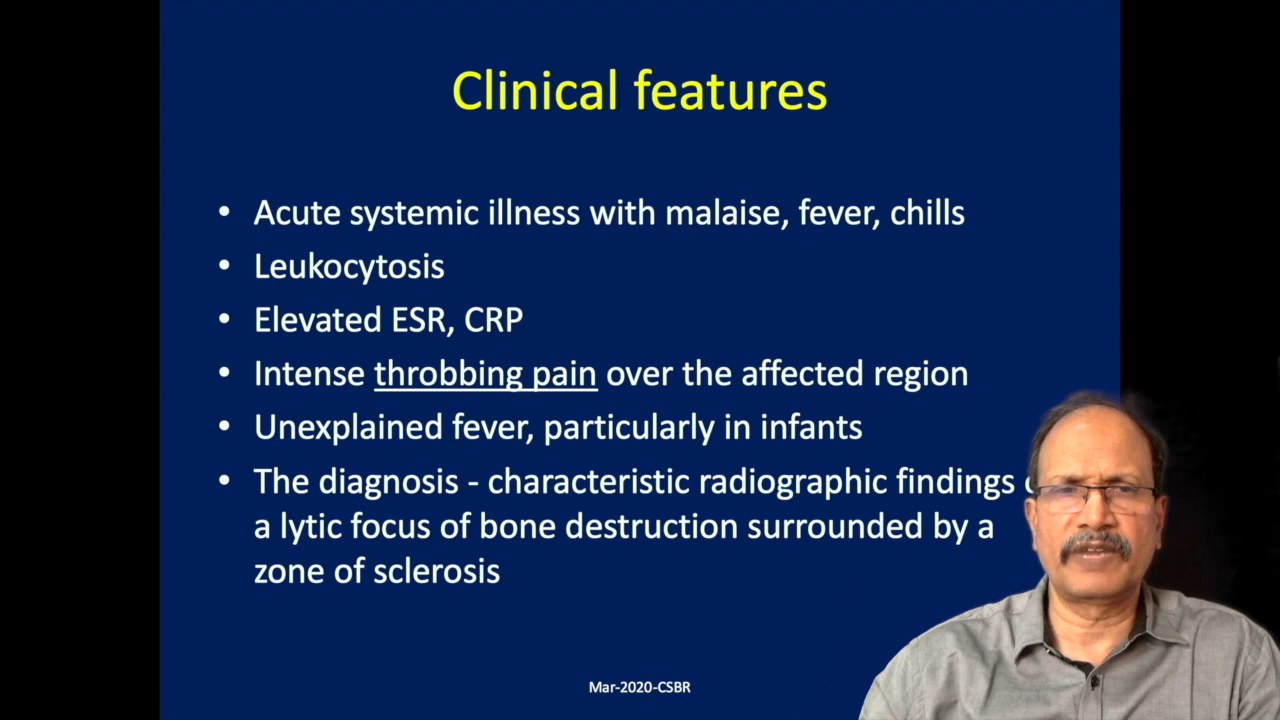 Clinical features
• Acute systemic illness with malaise, fever, chills
• Leukocytosis
• Elevated ESR, CRP
• Intense throbbing pain over the affected region
• Unexplained fever, particularly in infants
• The diagnosis - characteristic radiographic findings
a lytic focus of bone destruction surrounded by a
zone of sclerosis
Mar-2020-CSBR